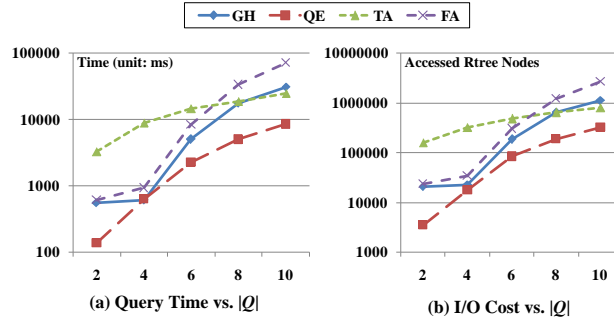 GH QE TA FA
Time (unit: ms)
100000
10000
1000
100
2 4 6 8 10
(a) Query Time vs. |Q|
Accessed Rtree Nodes
10000000
1000000
100000
10000
1000
2 4 6 8 10
(b) I/O Cost vs. |Q|